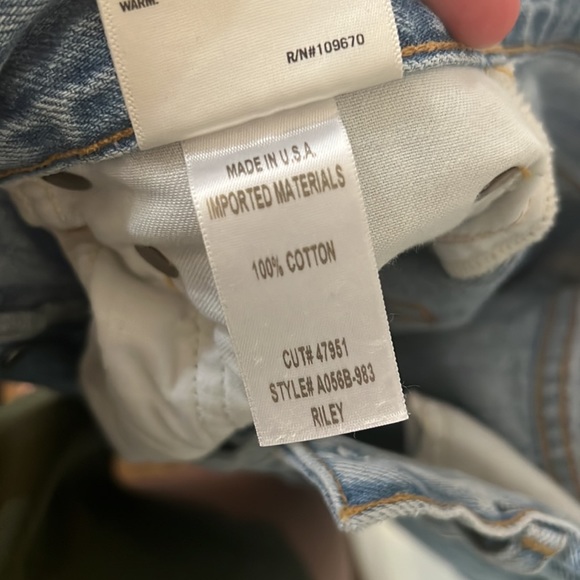 WARM.
R/N#109670
MADE IN U.S.A.
IMPORTED MATERIALS
100% COTTON
CUT# 47951
STYLE# A056B-983
RILEY